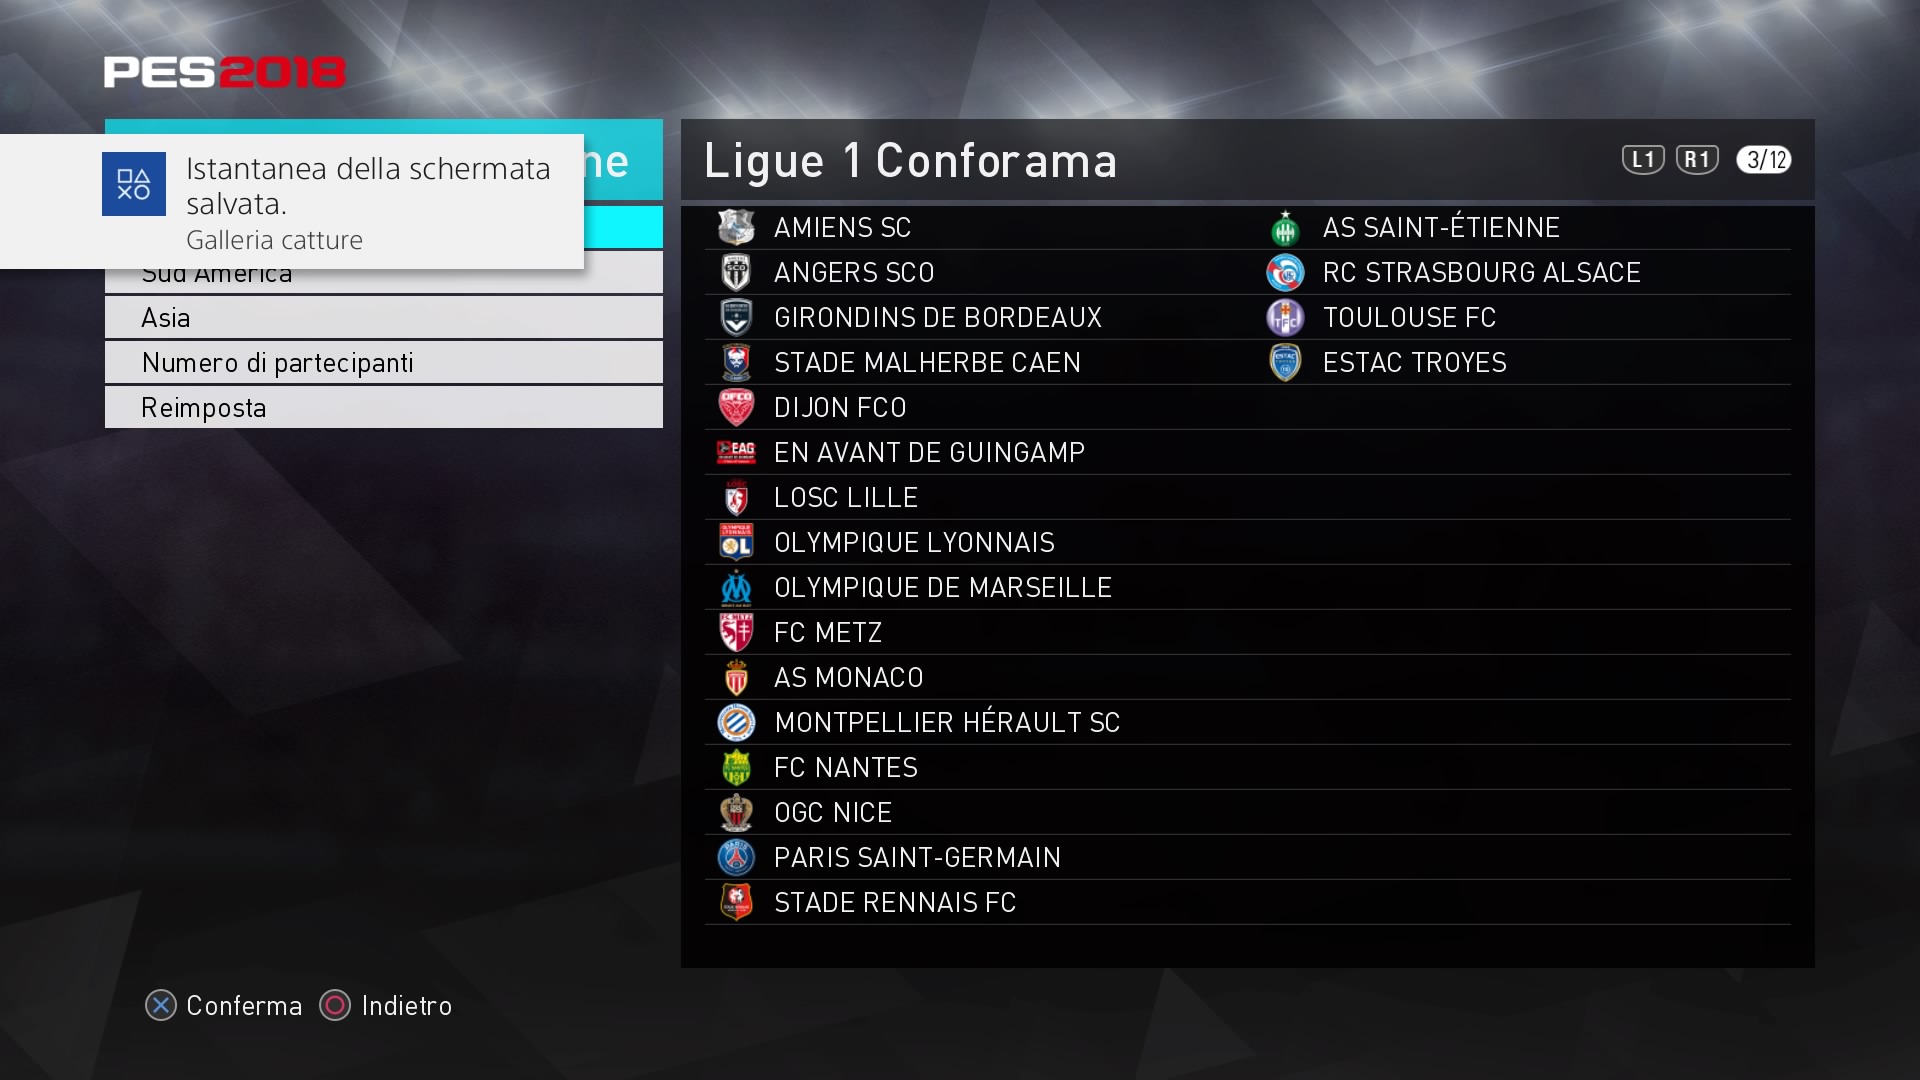 PES2018
Istantanea della schermata
salvata.
Galleria catture
ne
Sud America
Asia
Numero di partecipanti
Reimposta
Ligue 1 Conforama
L1 R1 3/12
AMIENS SC
ANGERS SCO
GIRONDINS DE BORDEAUX
STADE MALHERBE CAEN
DIJON FCO
EN AVANT DE GUINGAMP
LOSC LILLE
OLYMPIQUE LYONNAIS
OLYMPIQUE DE MARSEILLE
FC METZ
AS MONACO
MONTPELLIER HÉRAULT SC
FC NANTES
OGC NICE
PARIS SAINT-GERMAIN
STADE RENNAIS FC
AS SAINT-ÉTIENNE
RC STRASBOURG ALSACE
TOULOUSE FC
ESTAC TROYES
Conferma Indietro